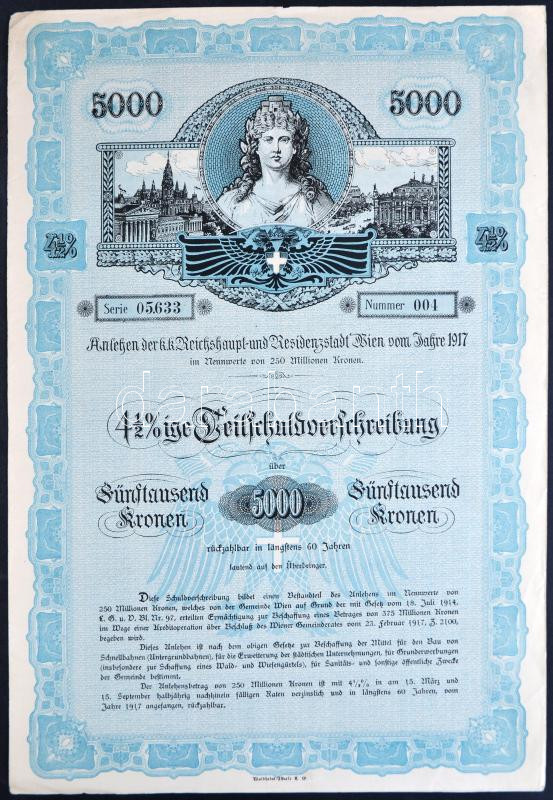 5000 5000
4½% 4½%
Serie 05.633 Nummer 004
Anlehen der k.k. Reichshaupt- und Residenzstadt Wien vom Jahre 1917
im Nennwerte von 250 Millionen Kronen.
darabanth
4½%ige Teilschuldverschreibung
über
Fünftausend 5000 Fünftausend
Kronen Kronen
rückzahlbar in längstens 60 Jahren
lautend auf den Überbringer.
Diese Schuldverschreibung bildet einen Bestandteil des Anlehens im Nennwerte von
250 Millionen Kronen, welches von der Gemeinde Wien auf Grund der mit Gesetz vom 18. Juli 1914,
L. G. u. V. Bl. Nr. 97, erteilten Ermächtigung zur Beschaffung eines Betrages von 375 Millionen Kronen
im Wege einer Kreditoperation über Beschluß des Wiener Gemeinderates vom 23. Februar 1917, Z. 2100,
begeben wird.
Dieses Anlehen ist nach dem obigen Gesetz zur Beschaffung der Mittel für den Bau von
Schnellbahnen (Untergrundbahnen), für die Erweiterung der städtischen Unternehmungen, für Grunderwerbungen
(insbesondere zur Schaffung eines Wald- und Wiesengürtels), für Sanitäts- und sonstige öffentliche Zwecke
der Gemeinde bestimmt.
Der Anlehensbetrag von 250 Millionen Kronen ist mit 4½% in am 15. März und
15. September halbjährig nachhinein fälligen Raten verzinslich und in längstens 60 Jahren, vom
Jahre 1917 angefangen, rückzahlbar.